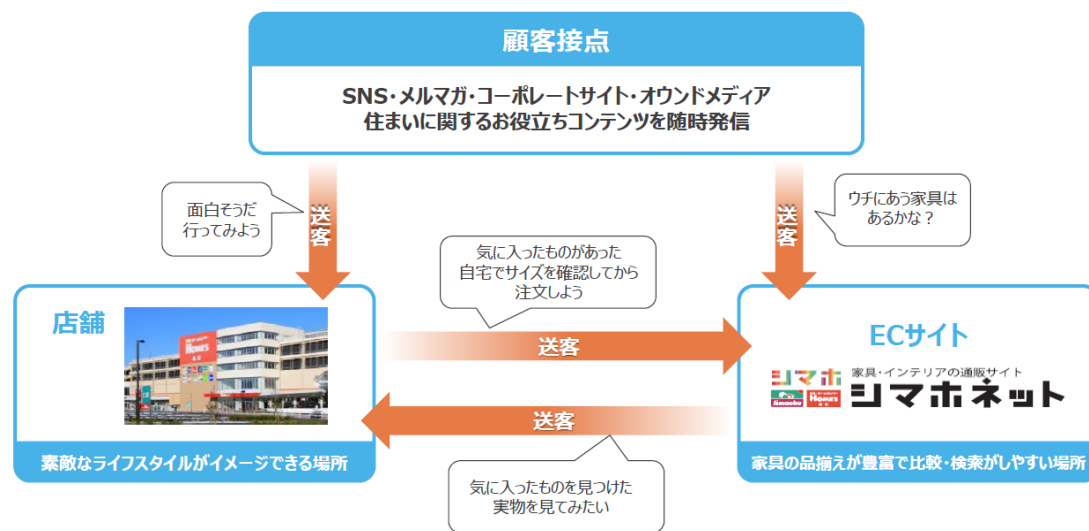 顧客接点
SNS・メルマガ・コーポレートサイト・オウンドメディア
住まいに関するお役立ちコンテンツを随時発信
面白そうだ
行ってみよう
送客
送客
ウチにあう家具は
あるかな？
気に入ったものがあった
自宅でサイズを確認してから
注文しよう
店舗
HOMES
送客
送客
ECサイト
シマホ
家具・インテリアの通販サイト
シマホネット
Shimachu
HOMES
素敵なライフスタイルがイメージできる場所
家具の品揃えが豊富で比較・検索がしやすい場所
気に入ったものを見つけた
実物を見てみたい